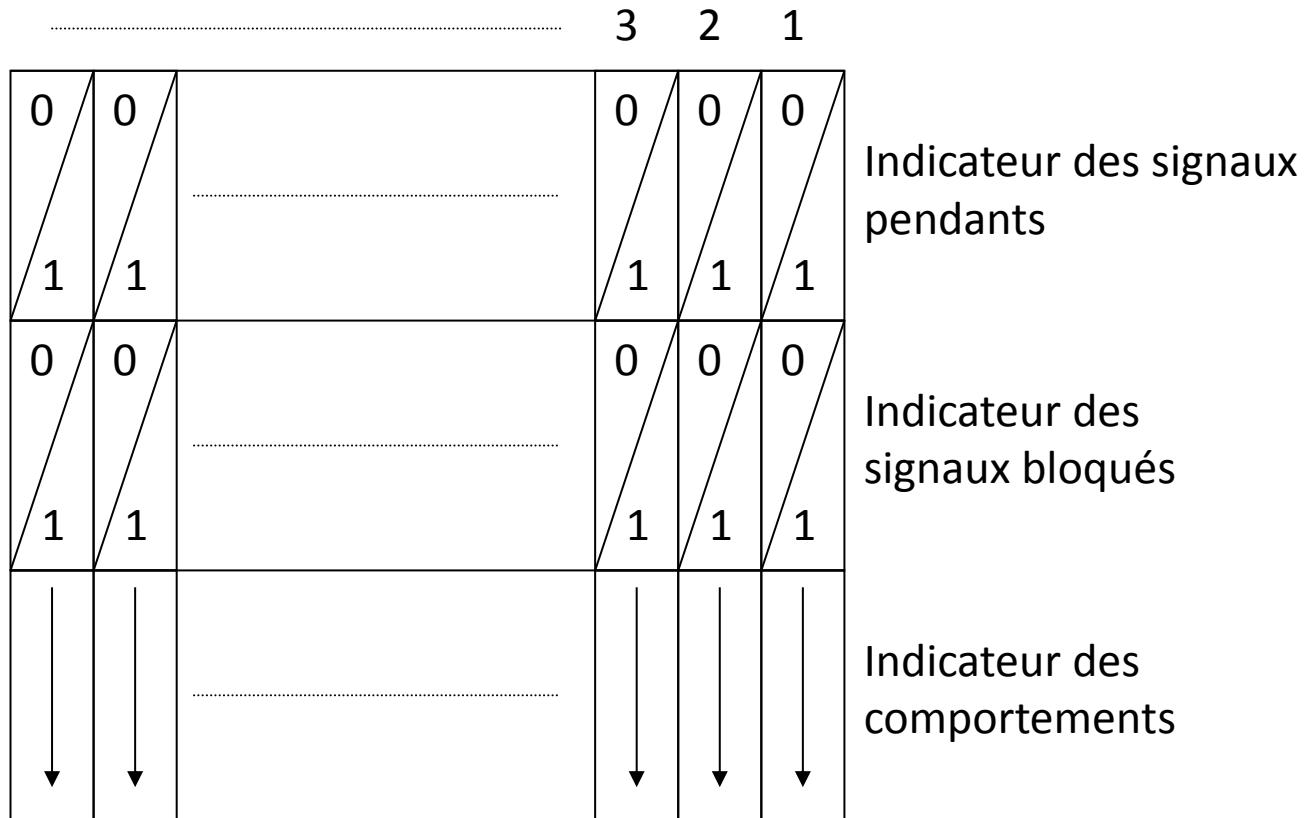 3 2 1
0 0 0 0 0
Indicateur des signaux
pendants
1 1 1 1 1
0 0 0 0 0
Indicateur des
signaux bloqués
1 1 1 1 1
Indicateur des
comportements